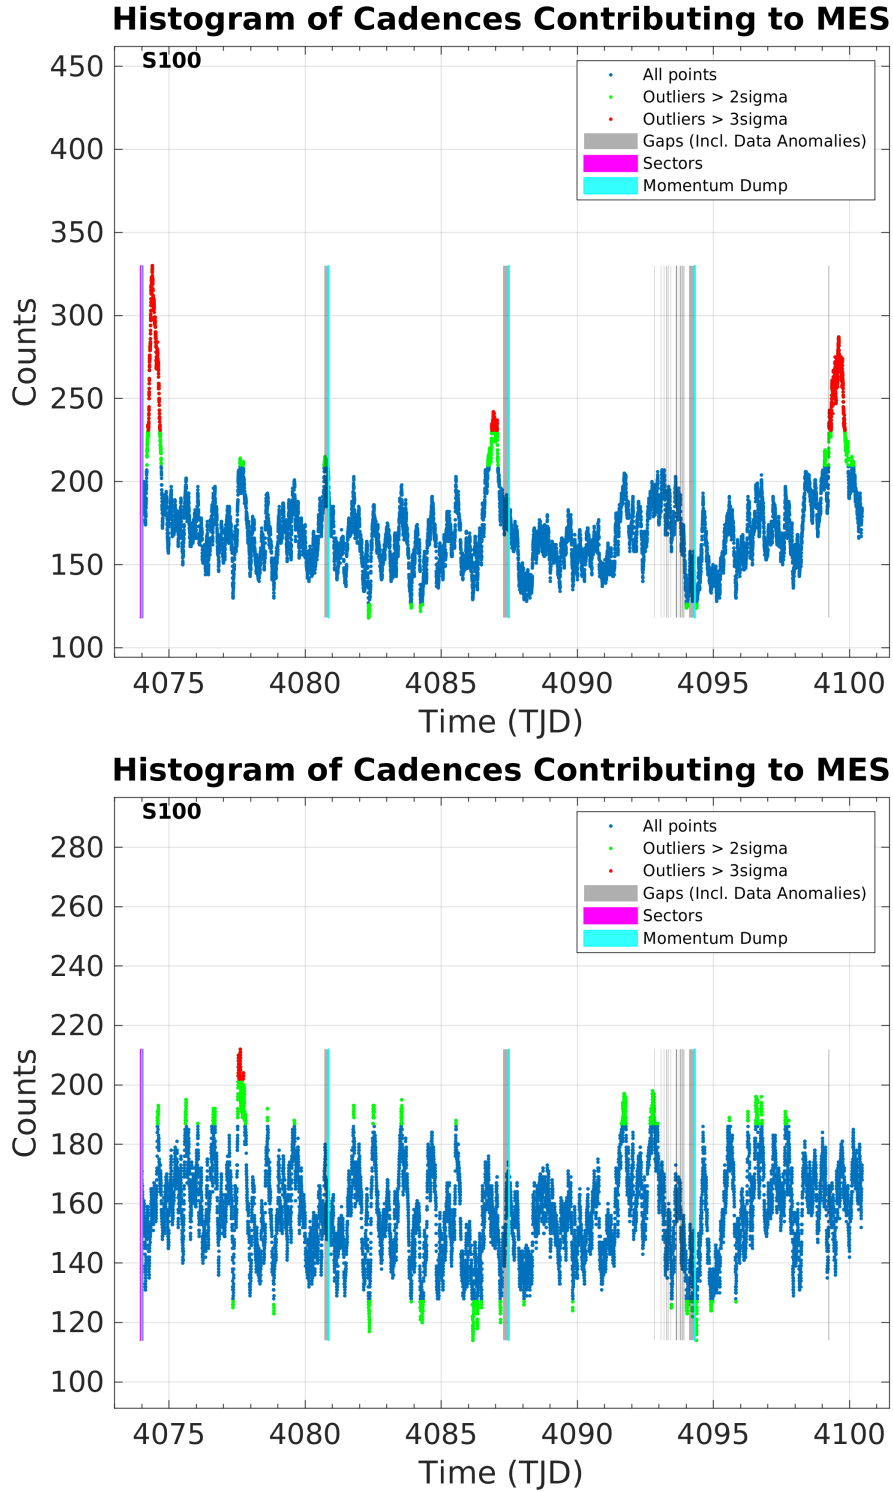 Histogram of Cadences Contributing to MES
S100
All points
Outliers > 2sigma
Outliers > 3sigma
Gaps (Incl. Data Anomalies)
Sectors
Momentum Dump
450
400
350
300
250
200
150
100
Counts
4075 4080 4085 4090 4095 4100
Time (TJD)
Histogram of Cadences Contributing to MES
S100
All points
Outliers > 2sigma
Outliers > 3sigma
Gaps (Incl. Data Anomalies)
Sectors
Momentum Dump
280
260
240
220
200
180
160
140
120
100
Counts
4075 4080 4085 4090 4095 4100
Time (TJD)